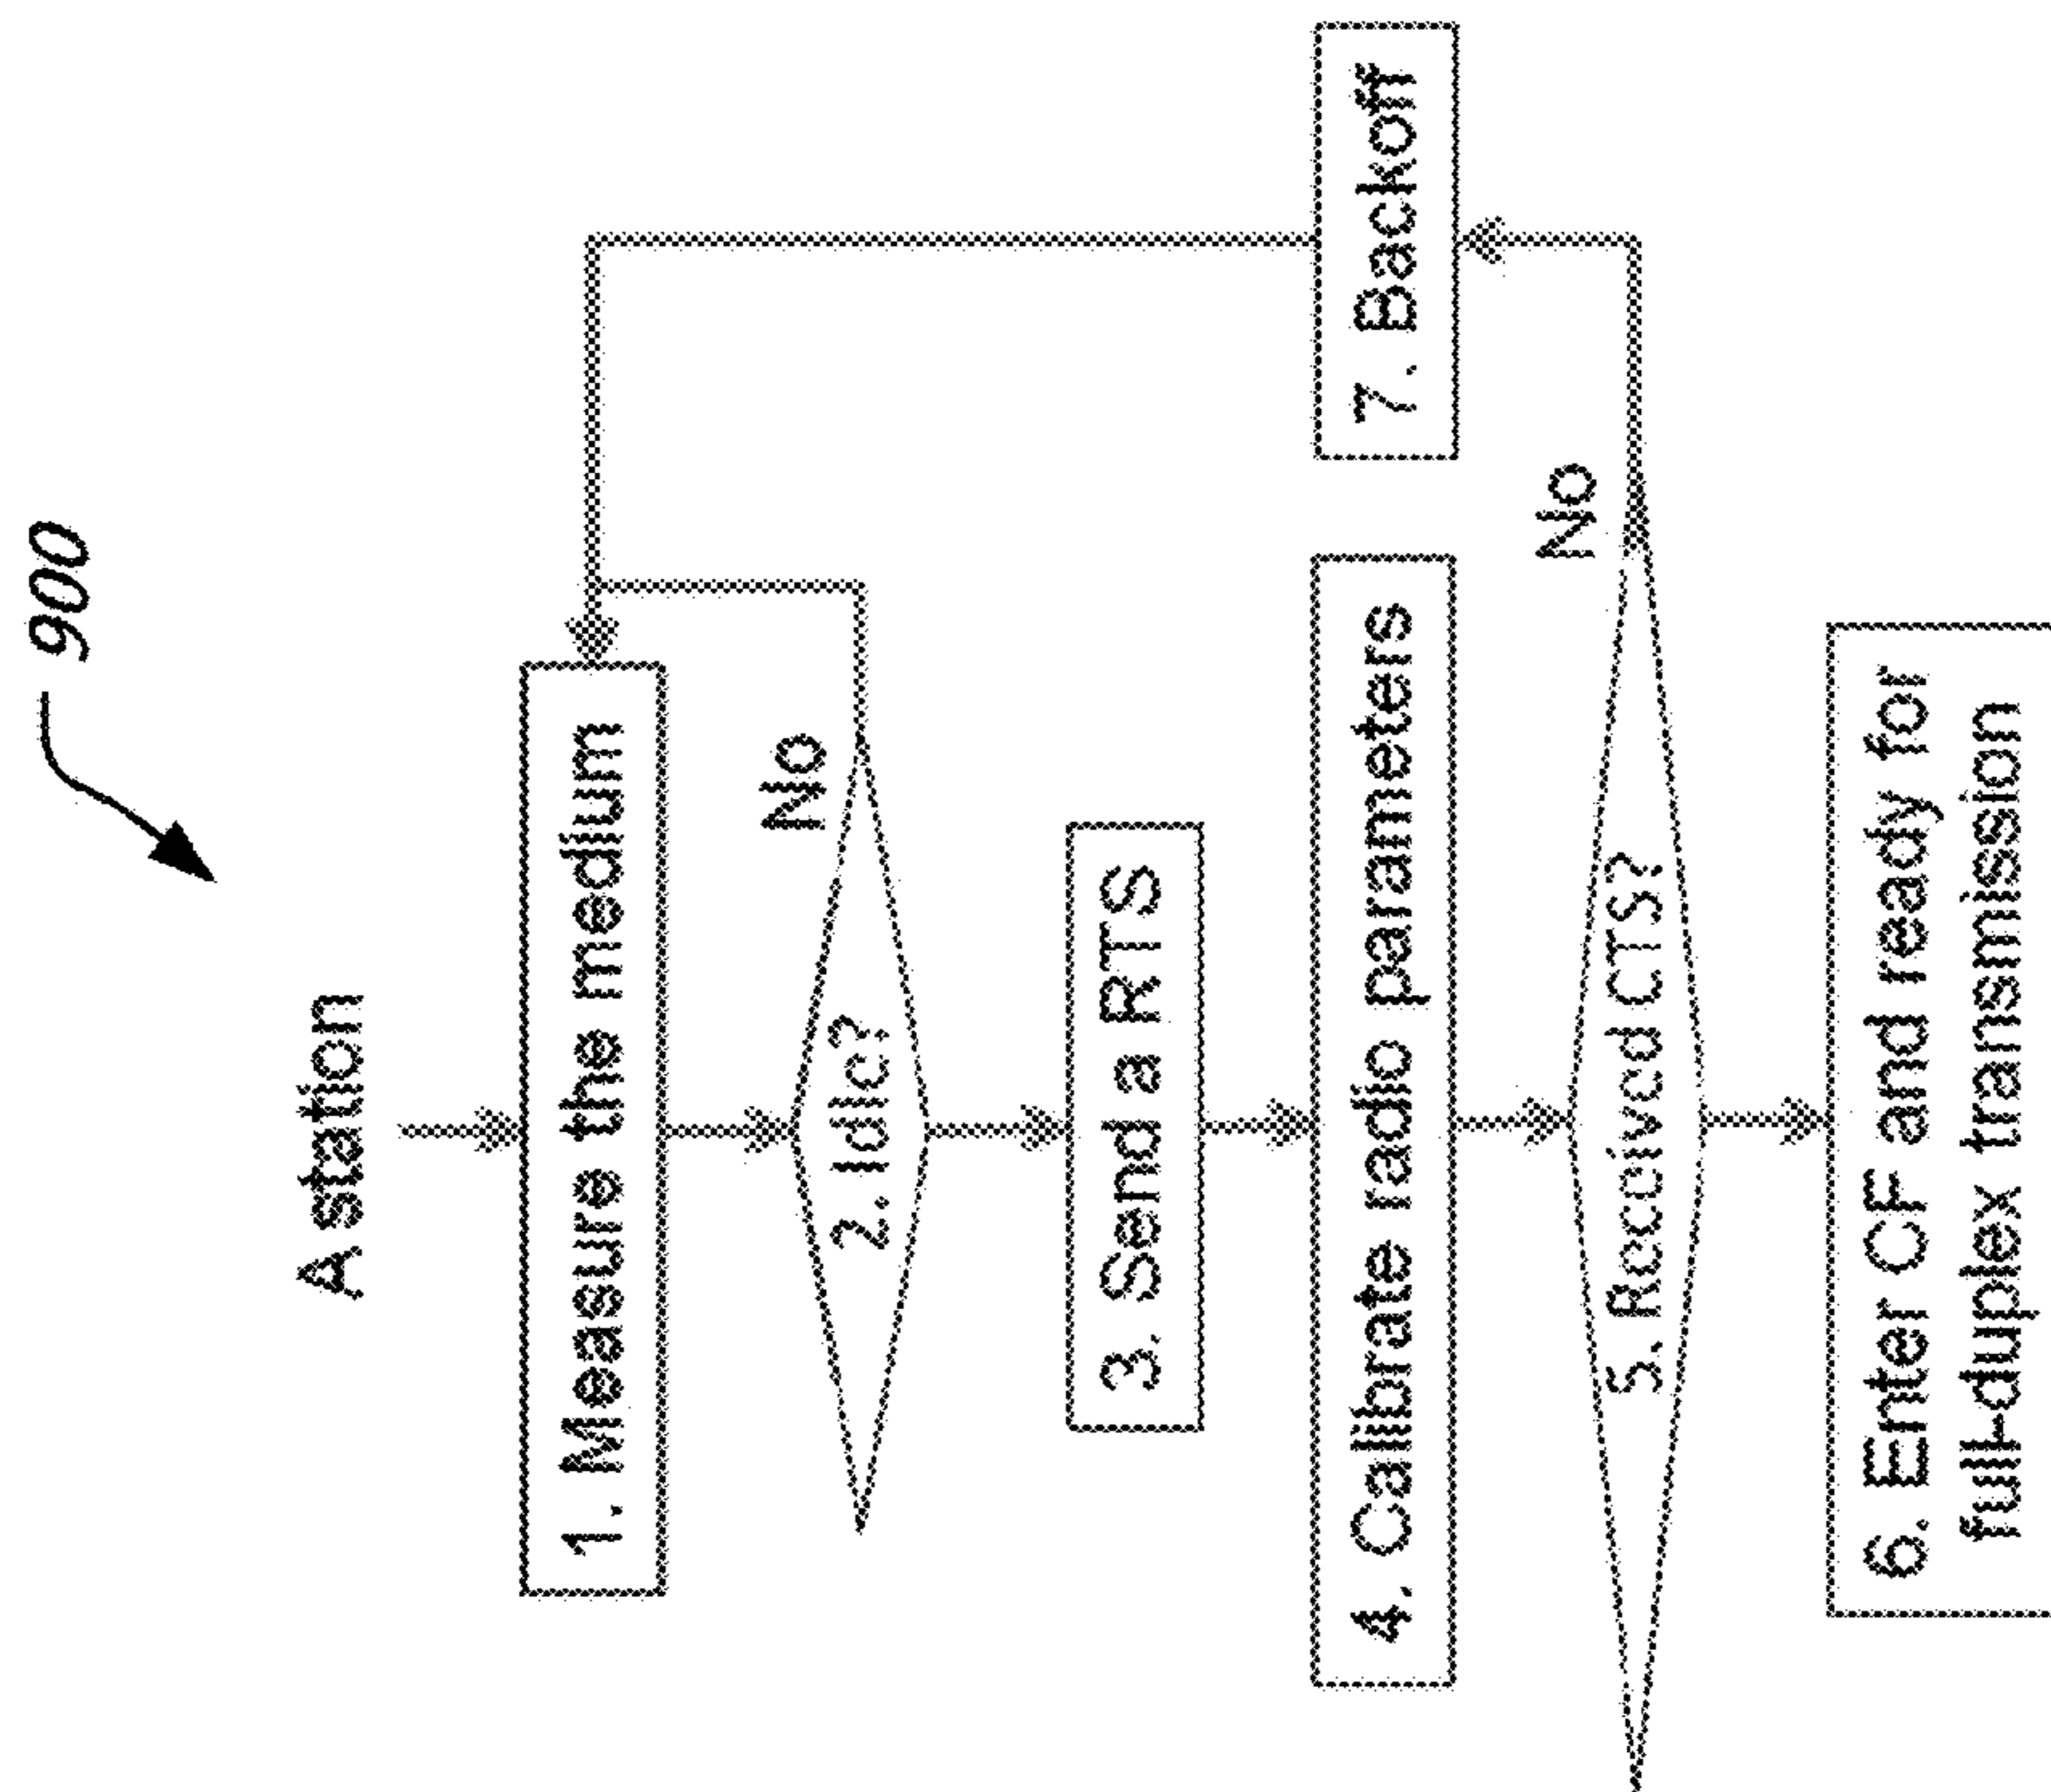 900
A station
1. Measure the medium
2. Idle?
No
3. Send a RTS
4. Calibrate radio parameters
5. Received CTS?
No
7. Backoff
6. Enter CF and ready for
full-duplex transmission